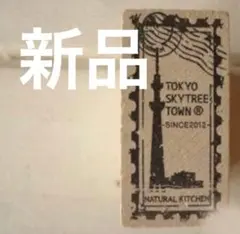 新品
TOKYO
SKYTREE
TOWN®
-SINCE2012-
NATURAL KITCHEN